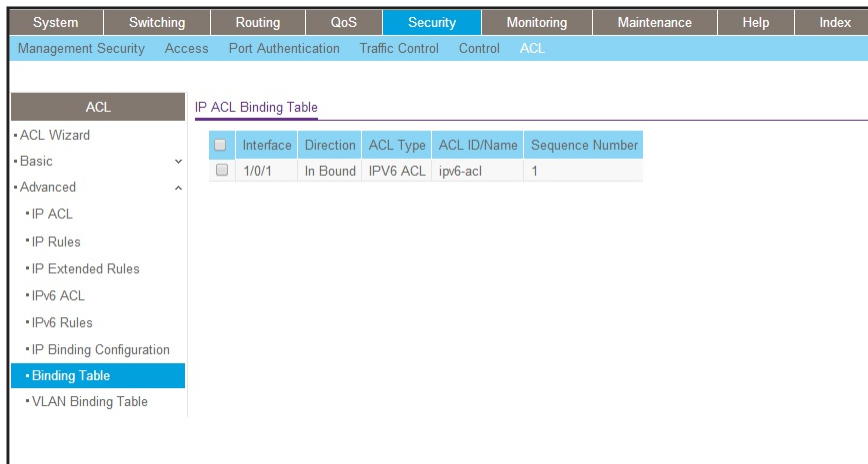 System Switching Routing QoS Security Monitoring Maintenance Help Index
Management Security Access Port Authentication Traffic Control Control ACL
ACL
ACL Wizard
Basic
Advanced
IP ACL
IP Rules
IP Extended Rules
IPv6 ACL
IPv6 Rules
IP Binding Configuration
Binding Table
VLAN Binding Table
IP ACL Binding Table
Interface Direction ACL Type ACL ID/Name Sequence Number
1/0/1 In Bound IPV6 ACL ipv6-acl 1